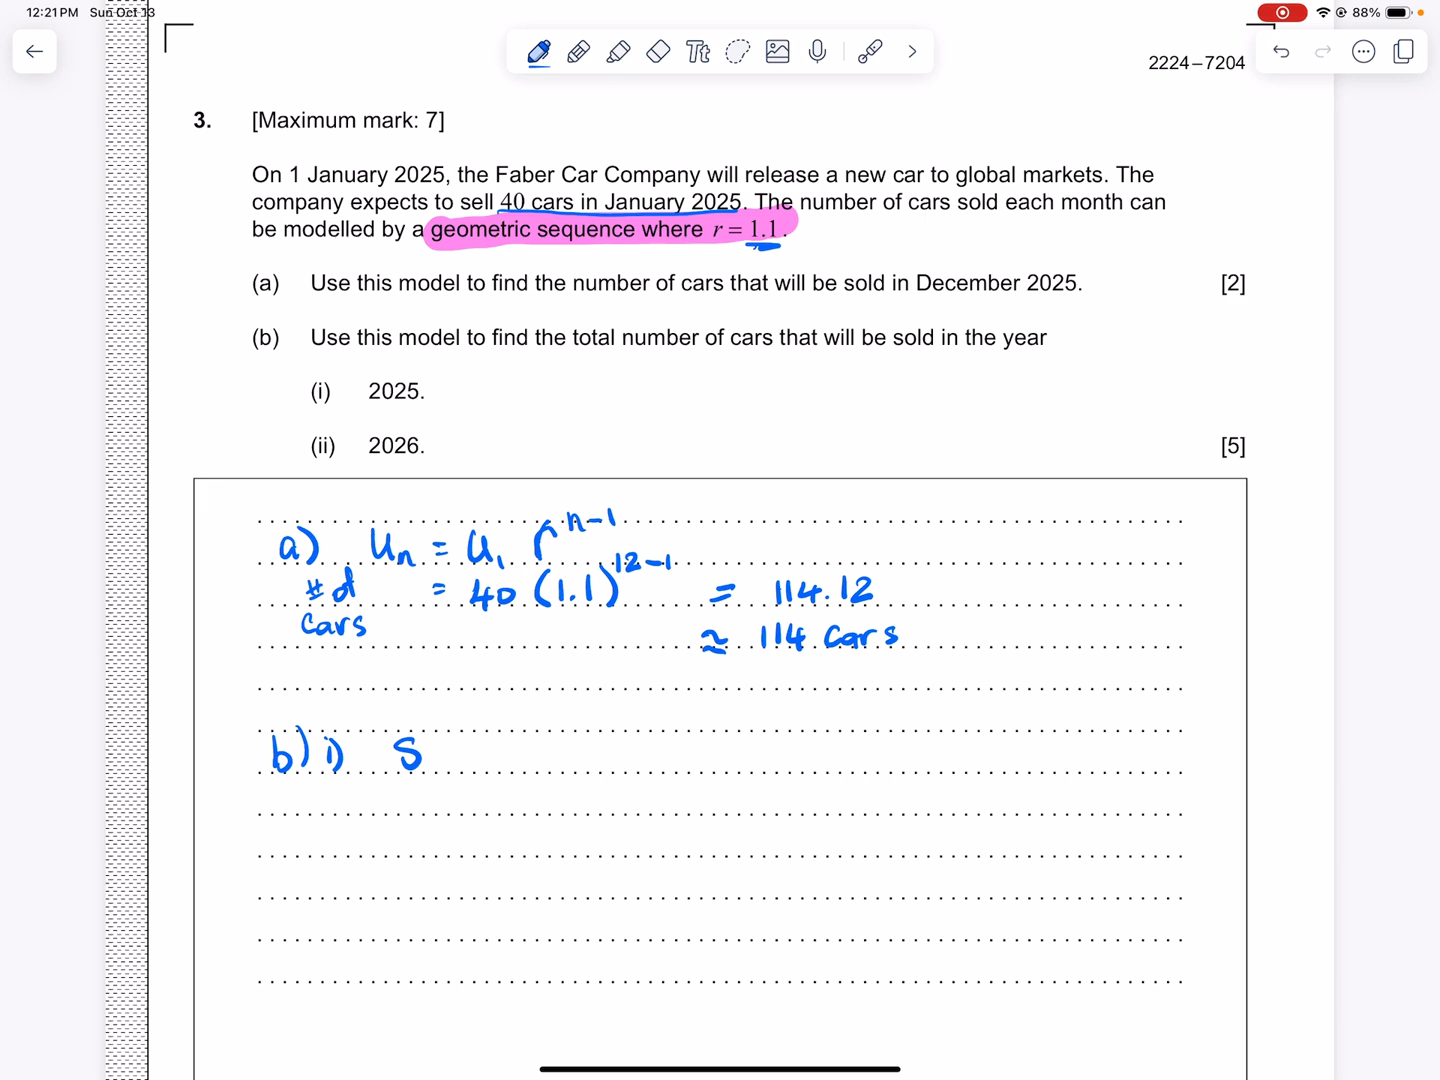 12:21 PM Sun Oct 13
88%
Tt
2224–7204
3. [Maximum mark: 7]
On 1 January 2025, the Faber Car Company will release a new car to global markets. The
company expects to sell 40 cars in January 2025. The number of cars sold each month can
be modelled by a geometric sequence where r = 1.1.
(a) Use this model to find the number of cars that will be sold in December 2025. [2]
(b) Use this model to find the total number of cars that will be sold in the year
(i) 2025.
(ii) 2026. [5]
a) uₙ = u₁ rⁿ⁻¹
# of = 40 (1.1)¹²⁻¹ = 114.12
cars ≈ 114 cars
b) i) S